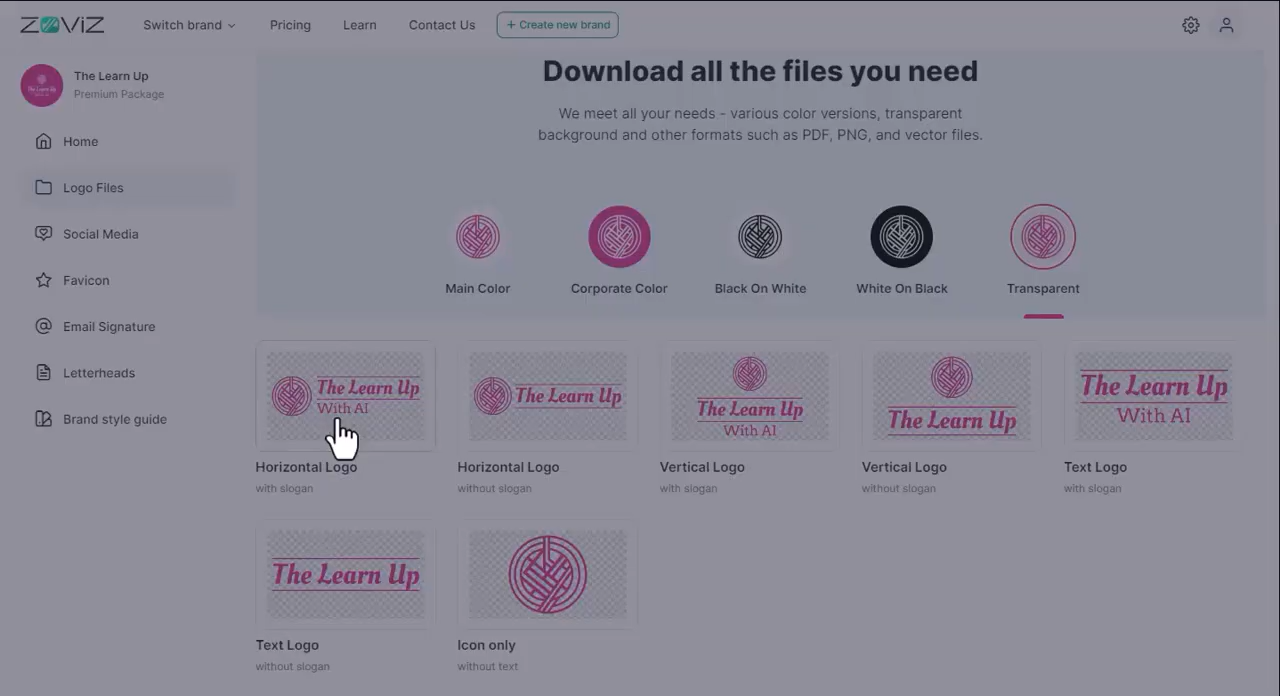 ZOVIZ
Switch brand
Pricing
Learn
Contact Us
+ Create new brand
The Learn Up
Premium Package
Home
Logo Files
Social Media
Favicon
Email Signature
Letterheads
Brand style guide
Download all the files you need
We meet all your needs - various color versions, transparent
background and other formats such as PDF, PNG, and vector files.
Main Color
Corporate Color
Black On White
White On Black
Transparent
The Learn Up
With AI
Horizontal Logo
with slogan
The Learn Up
Horizontal Logo
without slogan
The Learn Up
With AI
Vertical Logo
with slogan
The Learn Up
Vertical Logo
without slogan
The Learn Up
With AI
Text Logo
with slogan
The Learn Up
Text Logo
without slogan
Icon only
without text